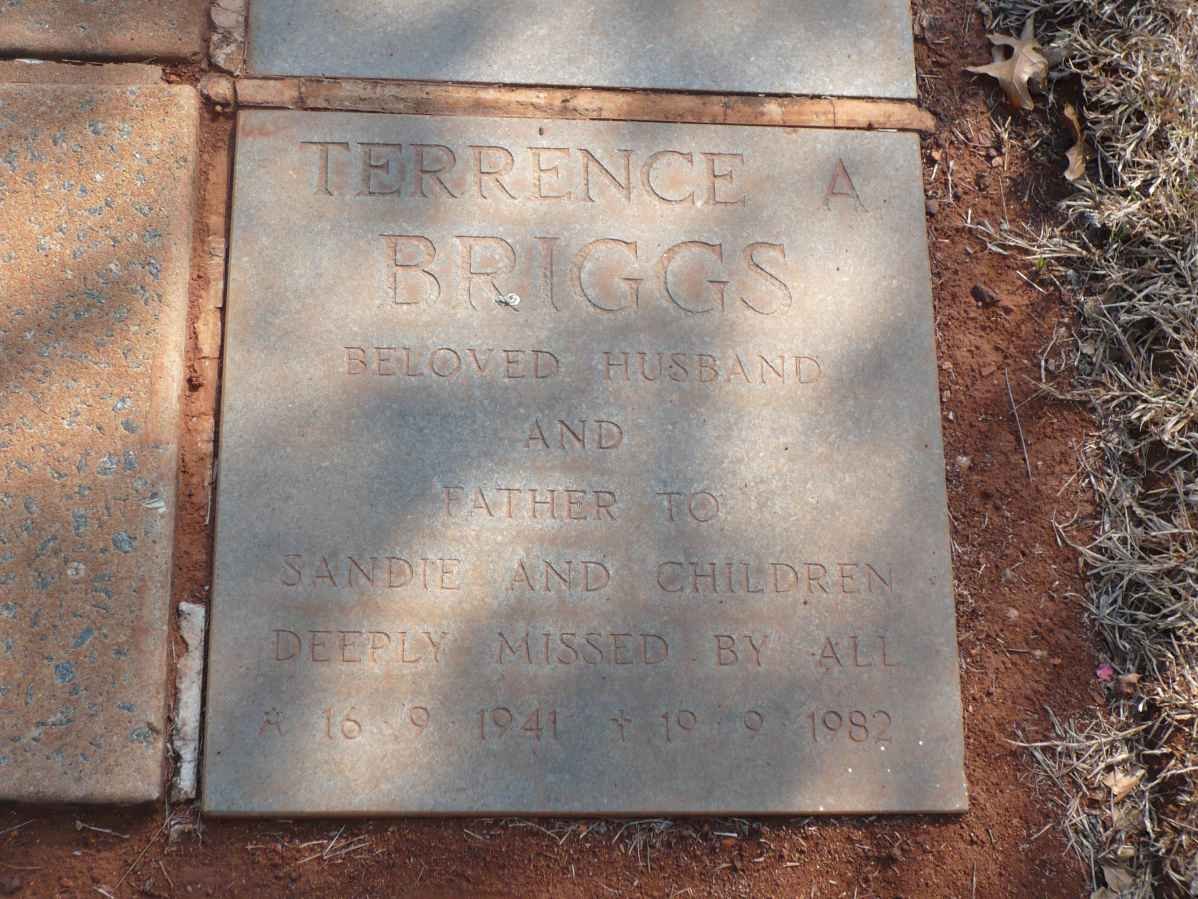 TERRENCE A
BRIGGS
BELOVED HUSBAND
AND
FATHER TO
SANDIE AND CHILDREN
DEEPLY MISSED BY ALL
☆ 16 9 1941 ✝ 19 9 1982